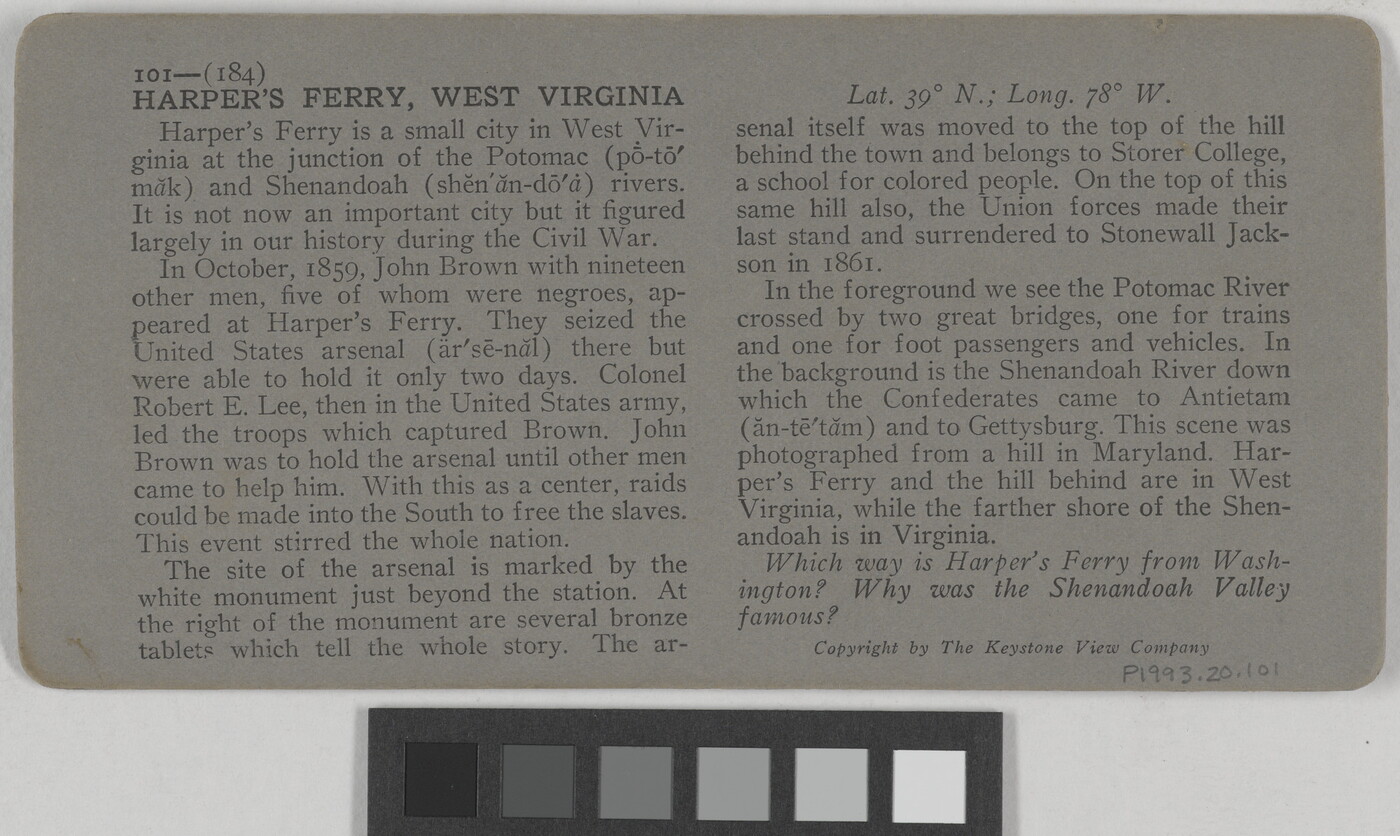 101—(184)
HARPER'S FERRY, WEST VIRGINIA
Harper's Ferry is a small city in West Vir-
ginia at the junction of the Potomac (pȯ-tō′
măk) and Shenandoah (shĕn′ăn-dō′ȧ) rivers.
It is not now an important city but it figured
largely in our history during the Civil War.
In October, 1859, John Brown with nineteen
other men, five of whom were negroes, ap-
peared at Harper's Ferry. They seized the
United States arsenal (är′sē-năl) there but
were able to hold it only two days. Colonel
Robert E. Lee, then in the United States army,
led the troops which captured Brown. John
Brown was to hold the arsenal until other men
came to help him. With this as a center, raids
could be made into the South to free the slaves.
This event stirred the whole nation.
The site of the arsenal is marked by the
white monument just beyond the station. At
the right of the monument are several bronze
tablets which tell the whole story. The ar-
Lat. 39° N.; Long. 78° W.
senal itself was moved to the top of the hill
behind the town and belongs to Storer College,
a school for colored people. On the top of this
same hill also, the Union forces made their
last stand and surrendered to Stonewall Jack-
son in 1861.
In the foreground we see the Potomac River
crossed by two great bridges, one for trains
and one for foot passengers and vehicles. In
the background is the Shenandoah River down
which the Confederates came to Antietam
(ăn-tē′tăm) and to Gettysburg. This scene was
photographed from a hill in Maryland. Har-
per's Ferry and the hill behind are in West
Virginia, while the farther shore of the Shen-
andoah is in Virginia.
Which way is Harper's Ferry from Wash-
ington? Why was the Shenandoah Valley
famous?
Copyright by The Keystone View Company
P1993.20.101